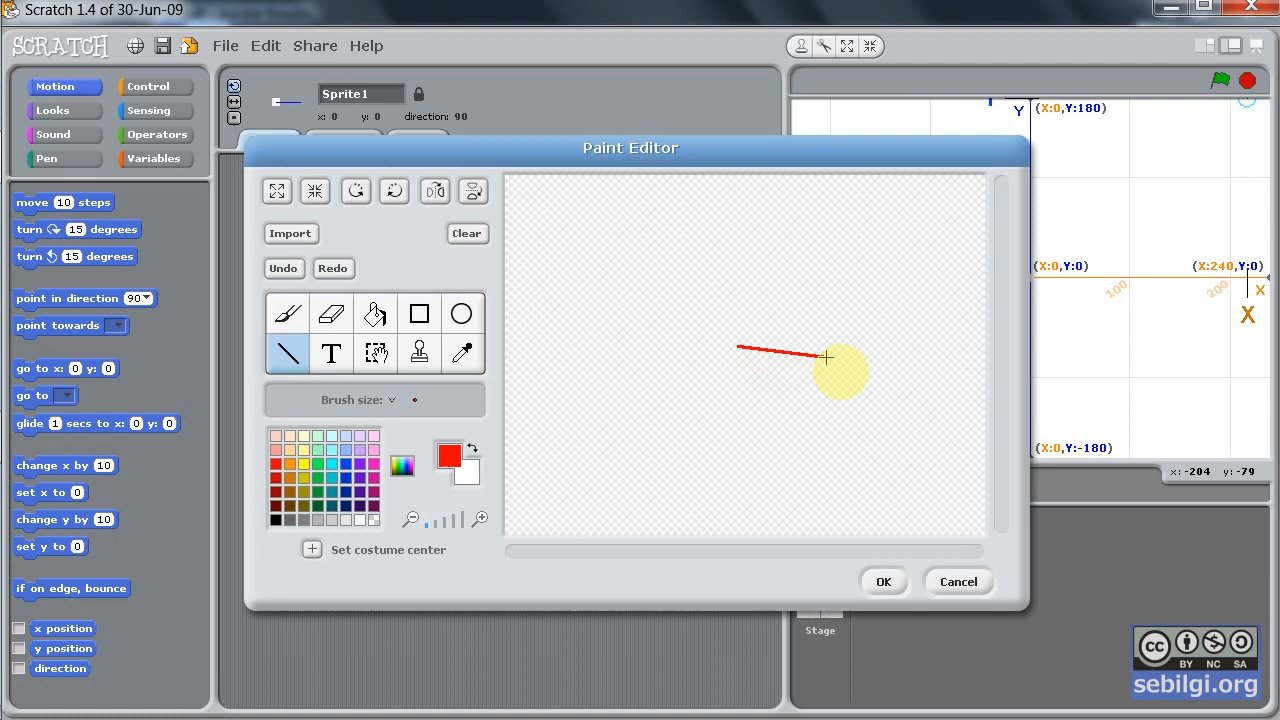 Scratch 1.4 of 30-Jun-09
SCRATCH File Edit Share Help
Motion Control
Looks Sensing
Sound Operators
Pen Variables
Sprite1
x: 0 y: 0 direction: 90
move 10 steps
turn 15 degrees
turn 15 degrees
point in direction 90
point towards
go to x: 0 y: 0
go to
glide 1 secs to x: 0 y: 0
change x by 10
set x to 0
change y by 10
set y to 0
if on edge, bounce
x position
y position
direction
Paint Editor
Import Clear
Undo Redo
T
Brush size:
Set costume center
OK Cancel
Y (X:0,Y:180)
(X:0,Y:0) (X:240,Y:0)
100 200 X
X
(X:0,Y:-180)
x: -204 y: -79
Stage
cc BY NC SA
sebilgi.org